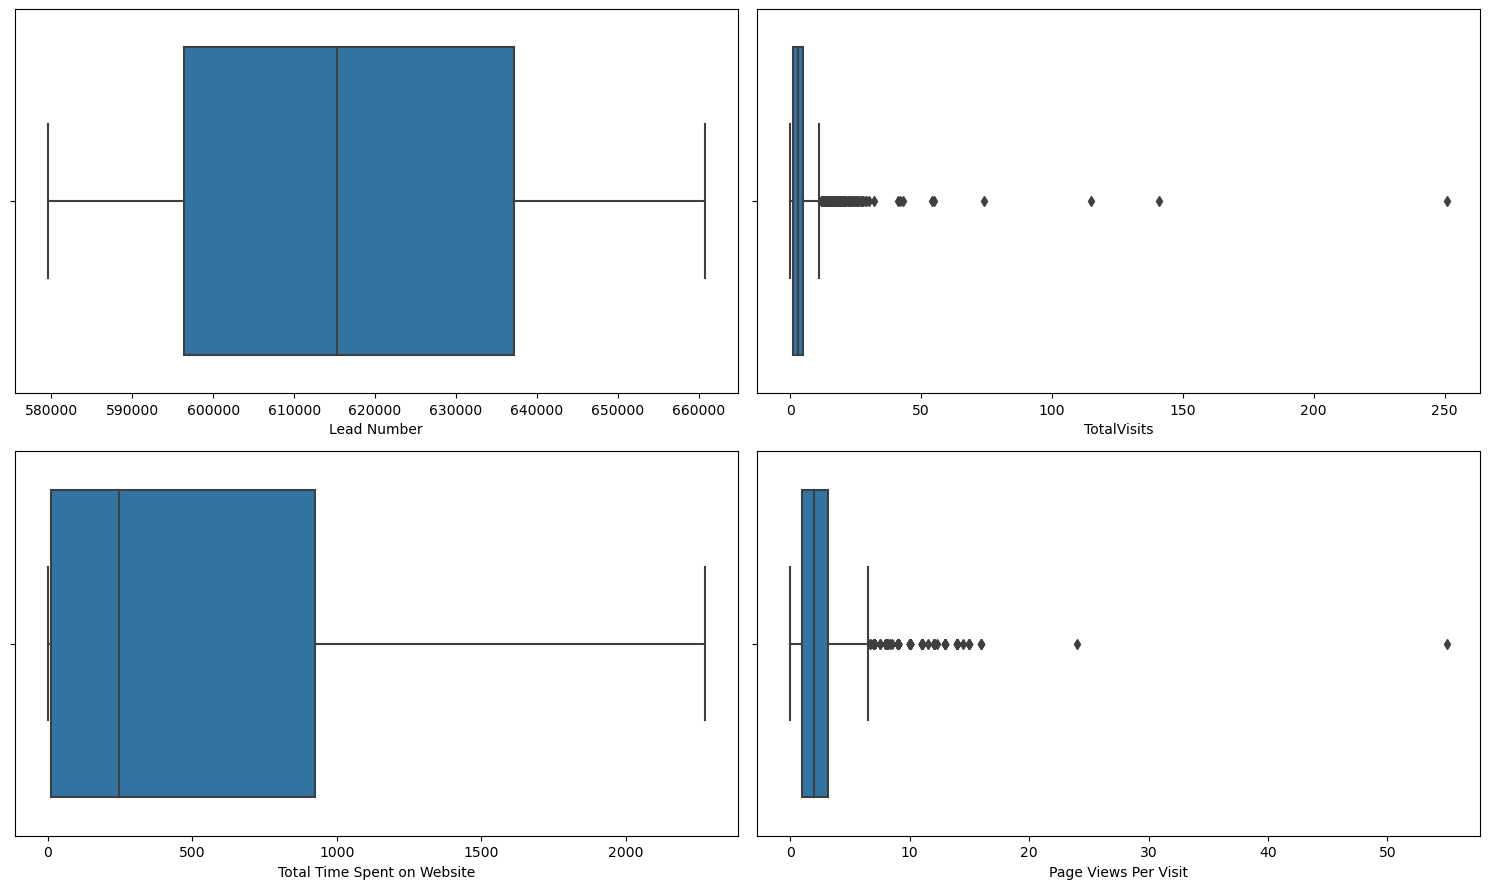 580000 590000 600000 610000 620000 630000 640000 650000 660000
Lead Number
0 50 100 150 200 250
TotalVisits
0 500 1000 1500 2000
Total Time Spent on Website
0 10 20 30 40 50
Page Views Per Visit